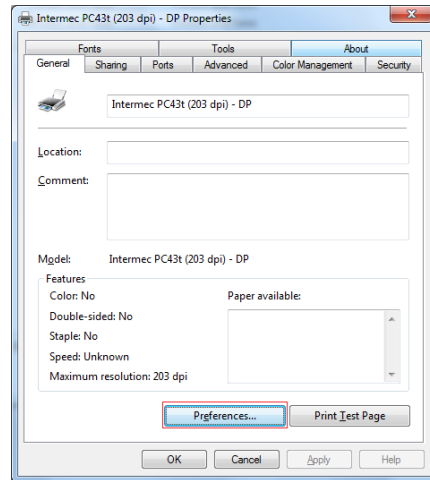 Intermec PC43t (203 dpi) - DP Properties
Fonts Tools About
General Sharing Ports Advanced Color Management Security
Intermec PC43t (203 dpi) - DP
Location:
Comment:
Model: Intermec PC43t (203 dpi) - DP
Features
Color: No Paper available:
Double-sided: No
Staple: No
Speed: Unknown
Maximum resolution: 203 dpi
Preferences... Print Test Page
OK Cancel Apply Help